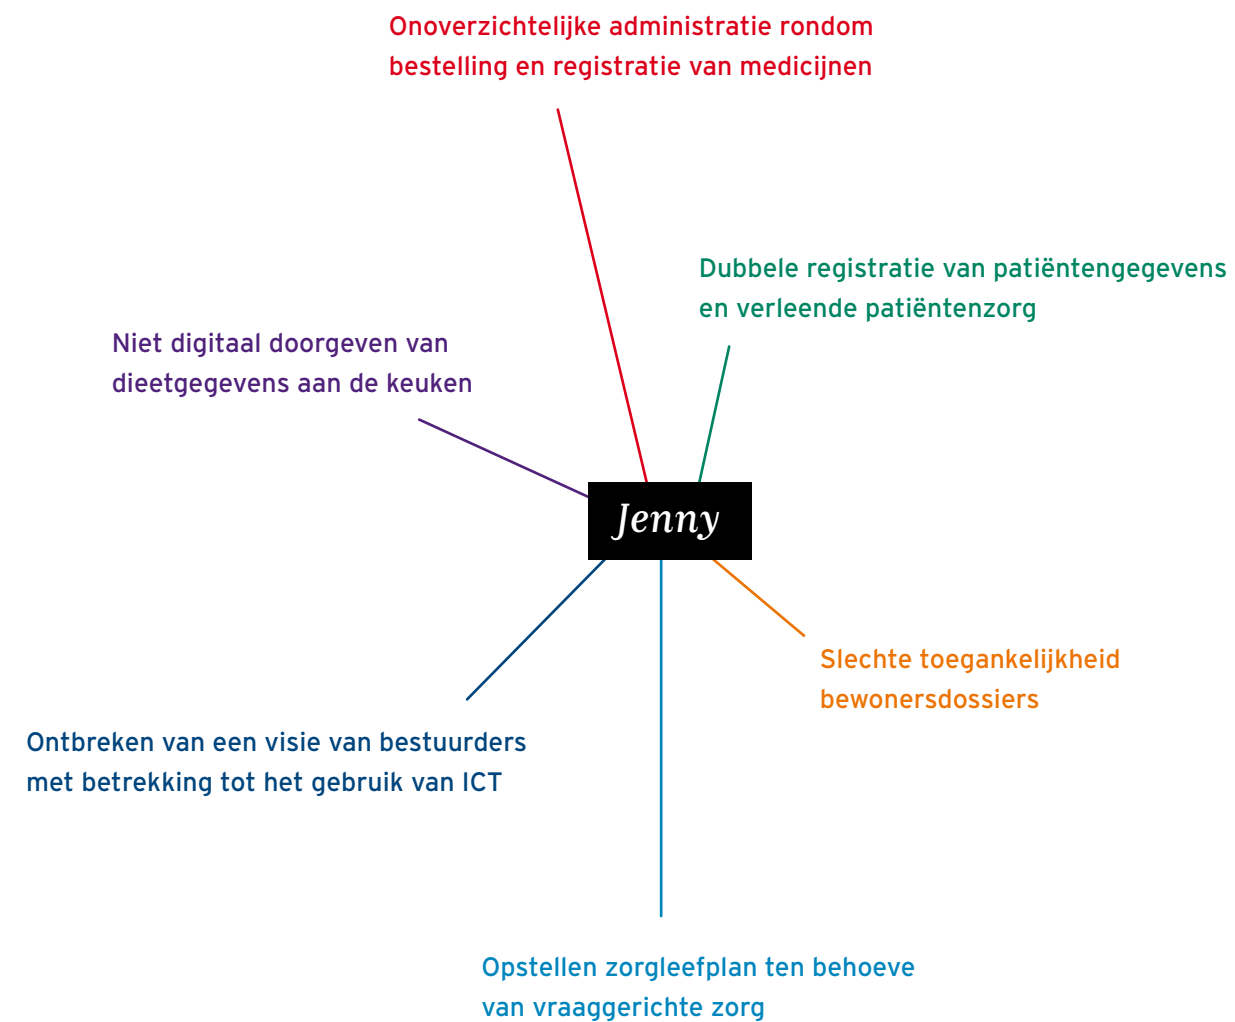 Onoverzichtelijke administratie rondom
bestelling en registratie van medicijnen
Dubbele registratie van patiëntengegevens
en verleende patiëntenzorg
Niet digitaal doorgeven van
dieetgegevens aan de keuken
Jenny
Slechte toegankelijkheid
bewonersdossiers
Ontbreken van een visie van bestuurders
met betrekking tot het gebruik van ICT
Opstellen zorgleefplan ten behoeve
van vraaggerichte zorg